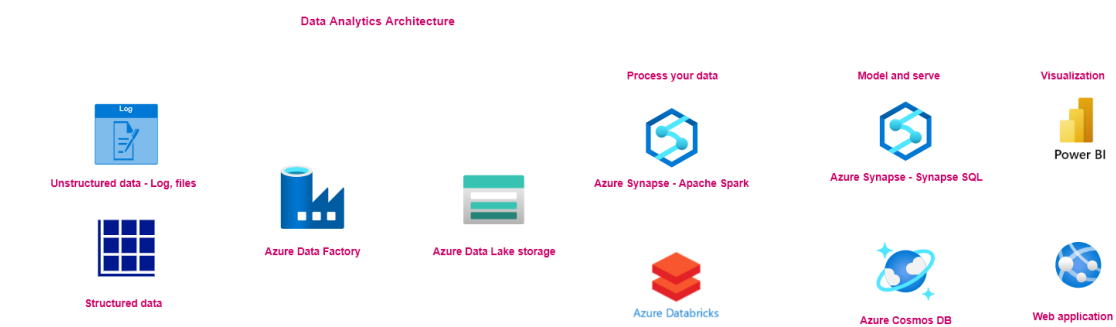 Data Analytics Architecture
Process your data
Model and serve
Visualization
Log
Power BI
Unstructured data - Log, files
Azure Synapse - Apache Spark
Azure Synapse - Synapse SQL
Azure Data Factory
Azure Data Lake storage
Structured data
Azure Databricks
Azure Cosmos DB
Web application